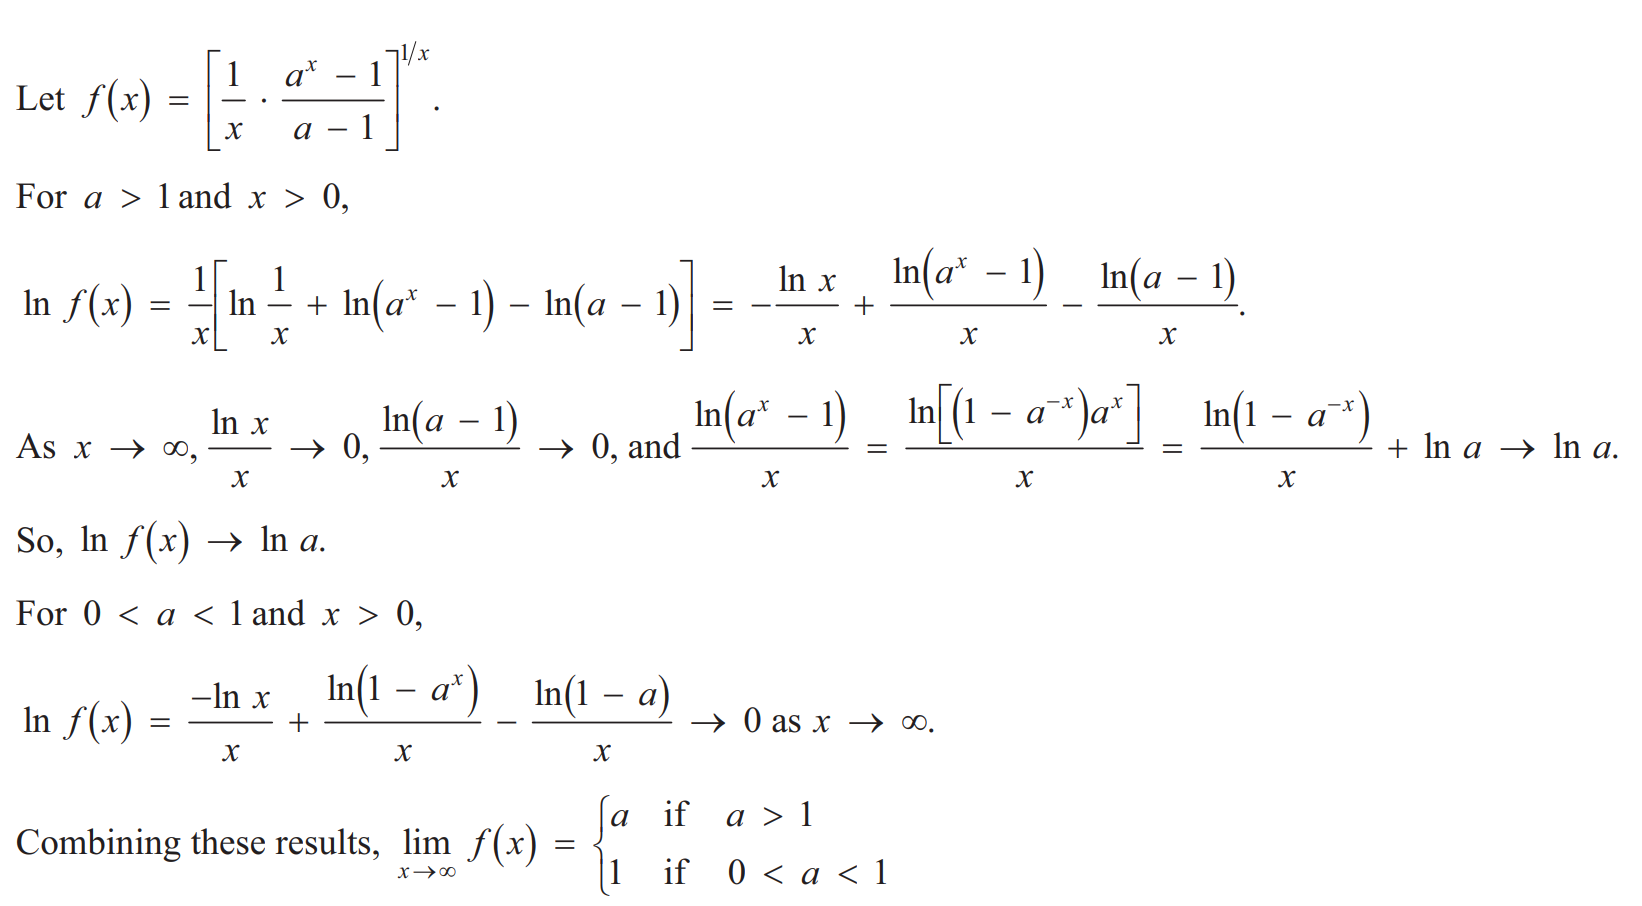 Let f(x) = [1/x · (a^x − 1)/(a − 1)]^(1/x).
For a > 1 and x > 0,
ln f(x) = 1/x[ln 1/x + ln(a^x − 1) − ln(a − 1)] = −(ln x)/x + ln(a^x − 1)/x − ln(a − 1)/x.
As x → ∞, (ln x)/x → 0, ln(a − 1)/x → 0, and ln(a^x − 1)/x = ln[(1 − a^(−x))a^x]/x = ln(1 − a^(−x))/x + ln a → ln a.
So, ln f(x) → ln a.
For 0 < a < 1 and x > 0,
ln f(x) = (−ln x)/x + ln(1 − a^x)/x − ln(1 − a)/x → 0 as x → ∞.
Combining these results, lim_(x→∞) f(x) = { a if a > 1
1 if 0 < a < 1